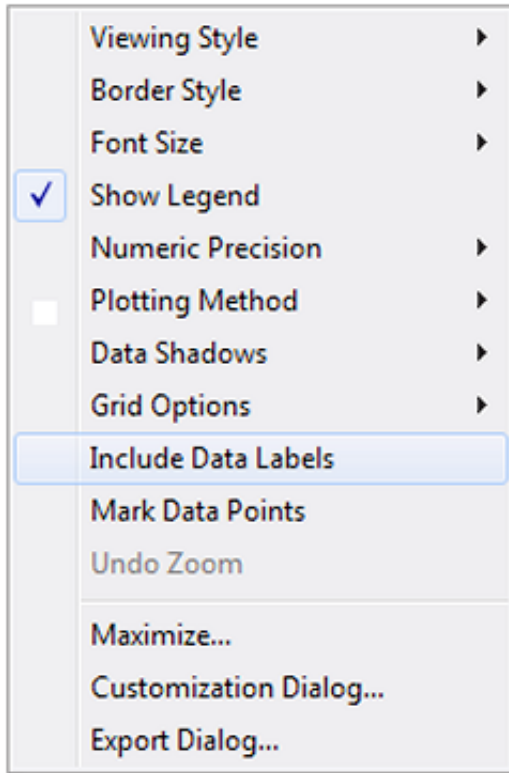 Viewing Style
Border Style
Font Size
Show Legend
Numeric Precision
Plotting Method
Data Shadows
Grid Options
Include Data Labels
Mark Data Points
Undo Zoom
Maximize...
Customization Dialog...
Export Dialog...